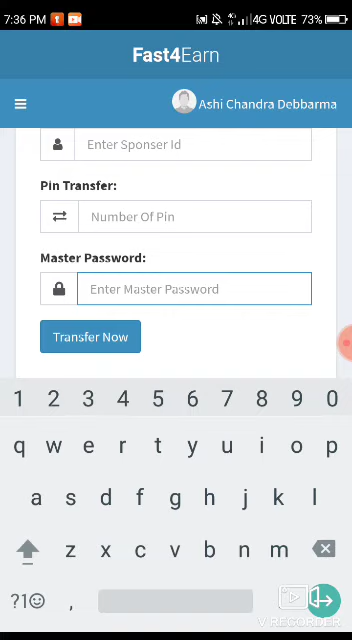 7:36 PM 4G 4G VOLTE 73%
Fast4Earn
Ashi Chandra Debbarma
Enter Sponser Id
Pin Transfer:
Number Of Pin
Master Password:
Enter Master Password
Transfer Now
1 2 3 4 5 6 7 8 9 0
q w e r t y u i o p
a s d f g h j k l
z x c v b n m
?1☺ ,
V RECORDER